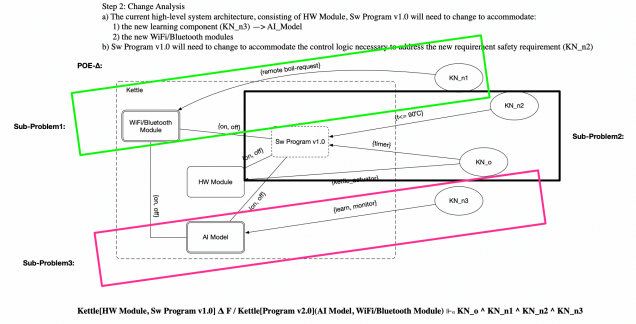 Step 2: Change Analysis
a) The current high-level system architecture, consisting of HW Module, Sw Program v1.0 will need to change to accommodate:
1) the new learning component (KN_n3) —> AI_Model
2) the new WiFi/Bluetooth modules
b) Sw Program v1.0 will need to change to accommodate the control logic necessary to address the new requirement safety requirement (KN_n2)
POE-Δ:
Kettle
{remote boil-request}
KN_n1
KN_n2
Sub-Problem1:
WiFi/Bluetooth
Module
{on, off}
{t<= 90'C}
Sub-Problem2:
Sw Program v1.0
{timer}
{on, off}
KN_o
HW Module
{kettle_actuator}
{on, off}
{on, off}
KN_n3
{learn, monitor}
AI Model
Sub-Problem3:
Kettle[HW Module, Sw Program v1.0] Δ F / Kettle[Program v2.0](AI Model, WiFi/Bluetooth Module) KN_o ^ KN_n1 ^ KN_n2 ^ KN_n3